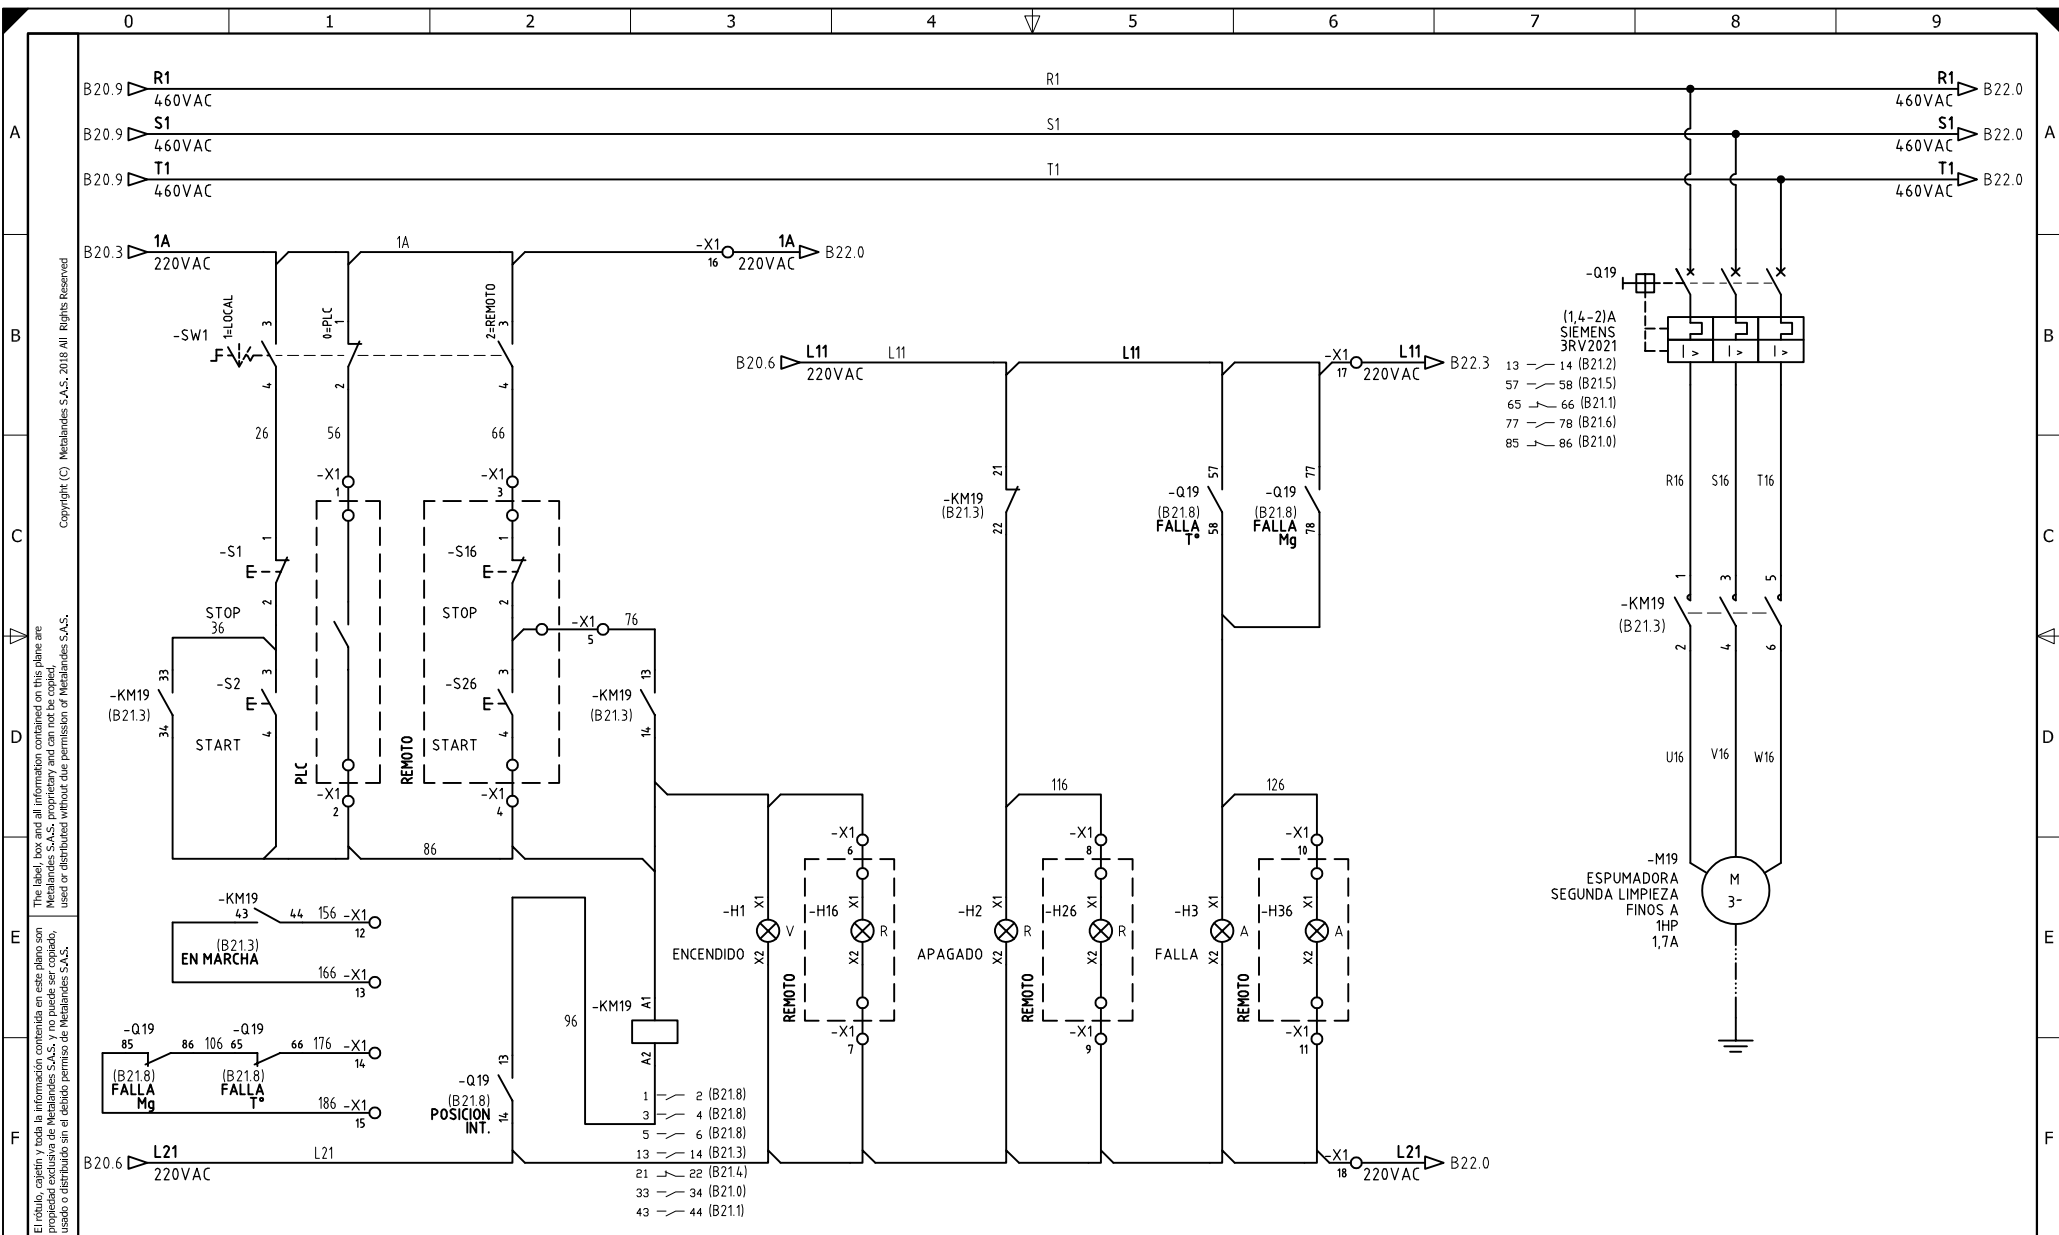 0 1 2 3 4 5 6 7 8 9
A
B
C
D
E
F
A
B
C
D
E
F
Copyright (C) Metalandes S.A.S. 2018 All Rights Reserved
The label, box and all information contained on this plane are
Metalandes S.A.S. proprietary and can not be copied,
used or distributed without due permission of Metalandes S.A.S.
El rótulo, cajetín y toda la información contenida en este plano son
propiedad exclusiva de Metalandes S.A.S. y no puede ser copiado,
usado o distribuido sin el debido permiso de Metalandes S.A.S.
B20.9 R1 460VAC R1 R1 460VAC B22.0
B20.9 S1 460VAC S1 S1 460VAC B22.0
B20.9 T1 460VAC T1 T1 460VAC B22.0
B20.3 1A 220VAC 1A -X1 16 1A 220VAC B22.0
-SW1
1=LOCAL
3
4
0=PLC
1
2
2=REMOTO
3
4
26
56
66
-X1
1
-X1
3
-S1
1
2
STOP
36
-S16
1
2
STOP
-X1
5
76
33
-KM19
(B21.3)
34
-S2
3
4
START
PLC
-S26
3
4
START
REMOTO
13
-KM19
(B21.3)
14
-X1
2
-X1
4
86
-KM19
43 44 156 -X1
12
(B21.3)
EN MARCHA
166 -X1
13
-Q19 -Q19
85 86 106 65 66 176 -X1
14
(B21.8)
FALLA
Mg
(B21.8)
FALLA
T°
186 -X1
15
B20.6 L21 220VAC L21
-Q19
(B21.8)
POSICION
INT.
13
14
96
-KM19
A1
A2
1 2 (B21.8)
3 4 (B21.8)
5 6 (B21.8)
13 14 (B21.3)
21 22 (B21.4)
33 34 (B21.0)
43 44 (B21.1)
B20.6 L11 220VAC L11 L11 -X1 17 L11 220VAC B22.3
21
-KM19
(B21.3)
22
57
-Q19
(B21.8)
FALLA
T°
58
77
-Q19
(B21.8)
FALLA
Mg
78
-H1
ENCENDIDO
X1
X2
V
-X1
6
-H16
X1
X2
R
REMOTO
-X1
7
-H2
APAGADO
X1
X2
R
116
-X1
8
-H26
X1
X2
R
REMOTO
-X1
9
-H3
FALLA
X1
X2
A
126
-X1
10
-H36
X1
X2
A
REMOTO
-X1
11
-X1 18 L21 220VAC B22.0
-Q19
(1,4-2)A
SIEMENS
3RV2021
I > I > I >
13 14 (B21.2)
57 58 (B21.5)
65 66 (B21.1)
77 78 (B21.6)
85 86 (B21.0)
R16 S16 T16
-KM19
(B21.3)
1 3 5
2 4 6
U16 V16 W16
-M19
ESPUMADORA
SEGUNDA LIMPIEZA
FINOS A
1HP
1,7A
M
3~